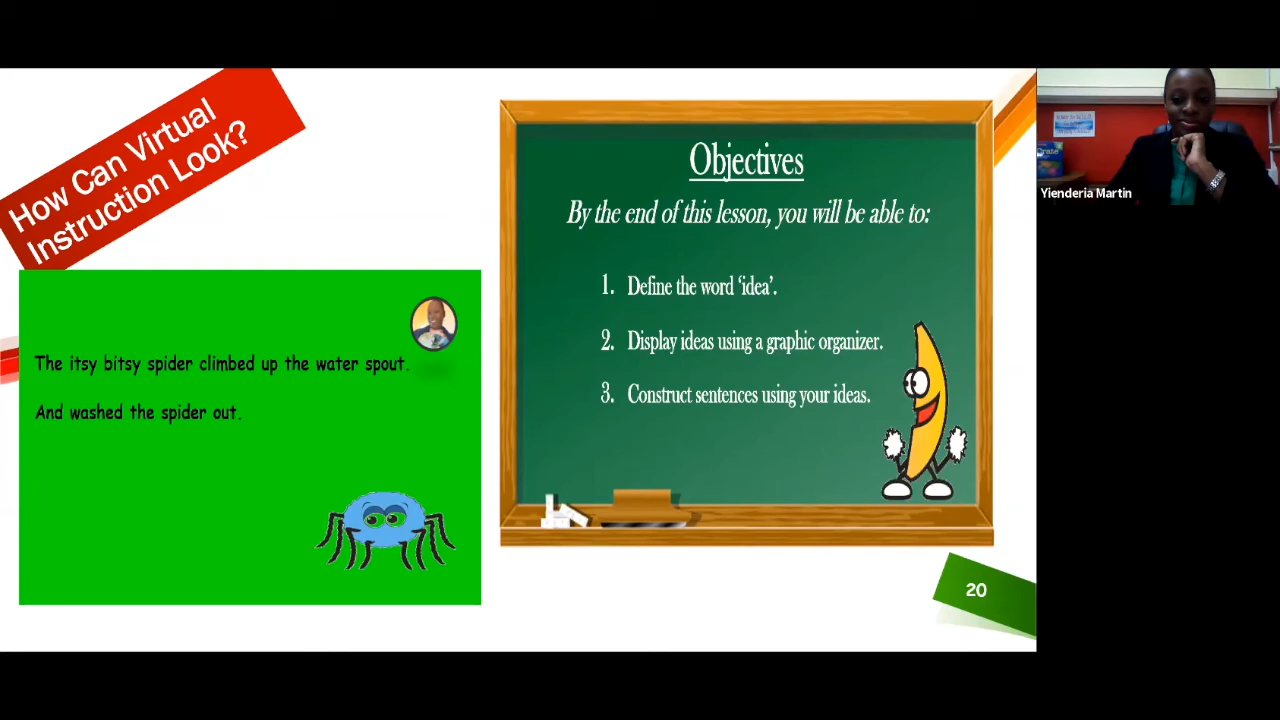 How Can Virtual
Instruction Look?
The itsy bitsy spider climbed up the water spout.
And washed the spider out.
Objectives
By the end of this lesson, you will be able to:
1. Define the word ‘idea’.
2. Display ideas using a graphic organizer.
3. Construct sentences using your ideas.
20
Yienderia Martin